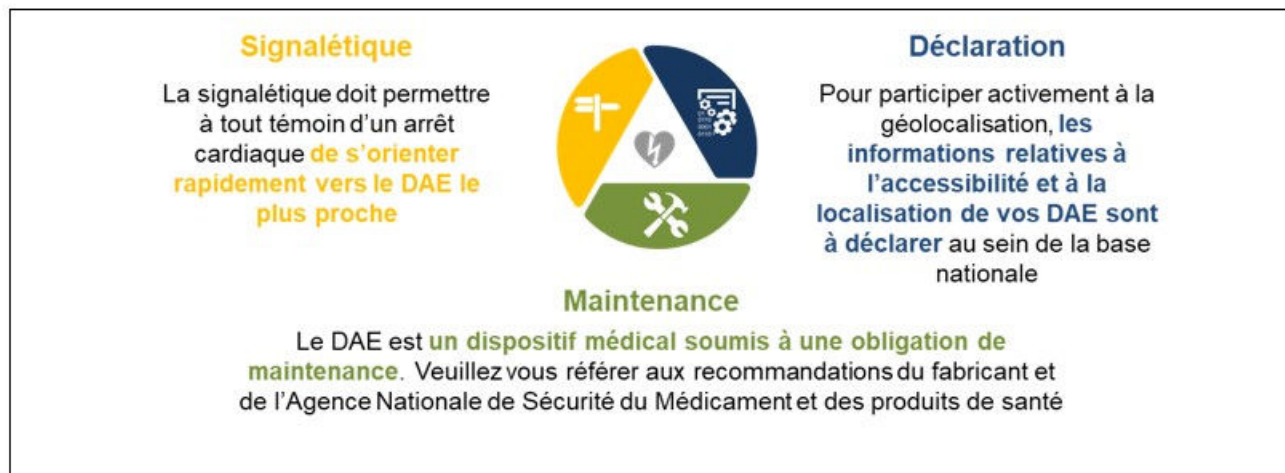 Signalétique
La signalétique doit permettre
à tout témoin d’un arrêt
cardiaque de s’orienter
rapidement vers le DAE le
plus proche
Déclaration
Pour participer activement à la
géolocalisation, les
informations relatives à
l’accessibilité et à la
localisation de vos DAE sont
à déclarer au sein de la base
nationale
Maintenance
Le DAE est un dispositif médical soumis à une obligation de
maintenance. Veuillez vous référer aux recommandations du fabricant et
de l’Agence Nationale de Sécurité du Médicament et des produits de santé